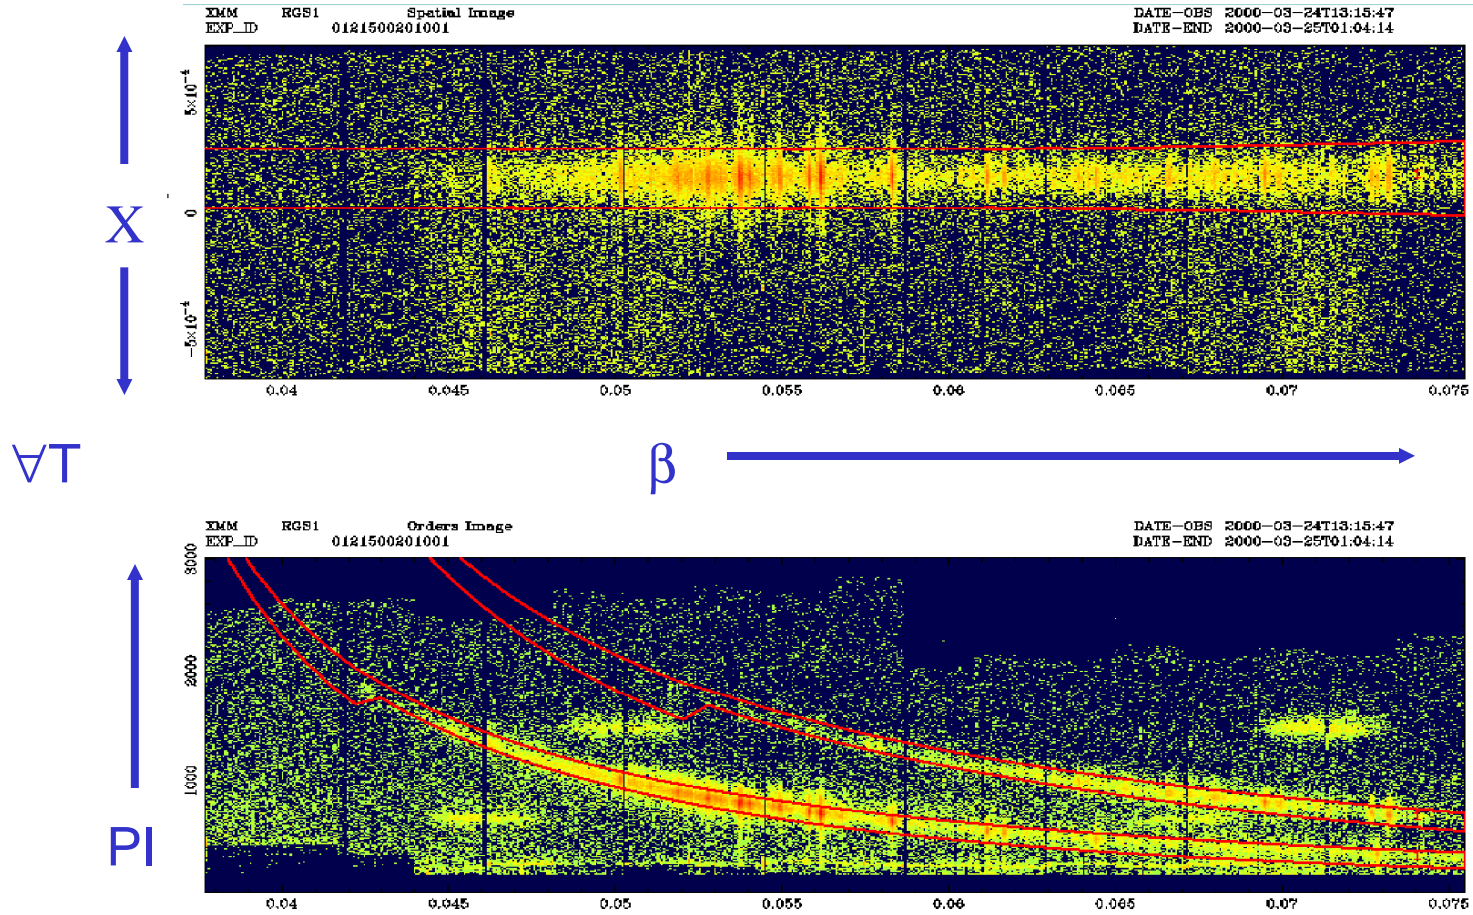 XMM RGS1 Spatial Image DATE-OBS 2000-03-24T13:15:47
EXP_ID 0121500201001 DATE-END 2000-03-25T01:04:14
5×10⁻⁴
X
0
-5×10⁻⁴
0.04 0.045 0.05 0.055 0.06 0.065 0.07 0.075
∀T
β
XMM RGS1 Orders Image DATE-OBS 2000-03-24T13:15:47
EXP_ID 0121500201001 DATE-END 2000-03-25T01:04:14
3000
2000
1000
PI
0.04 0.045 0.05 0.055 0.06 0.065 0.07 0.075